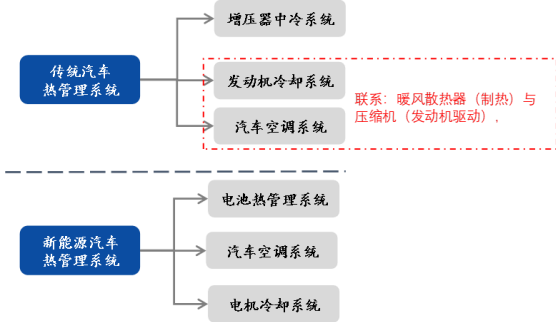 增压器中冷系统
传统汽车
热管理系统
发动机冷却系统
联系：暖风散热器（制热）与
压缩机（发动机驱动）.
汽车空调系统
电池热管理系统
新能源汽车
热管理系统
汽车空调系统
电机冷却系统